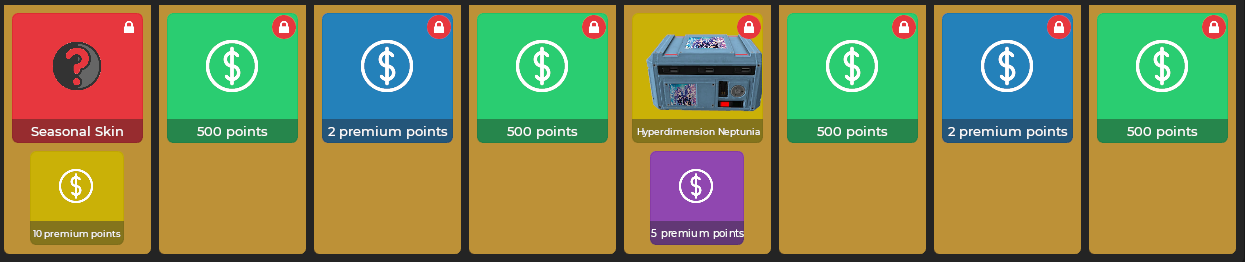 Seasonal Skin
500 points
2 premium points
500 points
Hyperdimension Neptunia
500 points
2 premium points
500 points
10 premium points
5 premium points